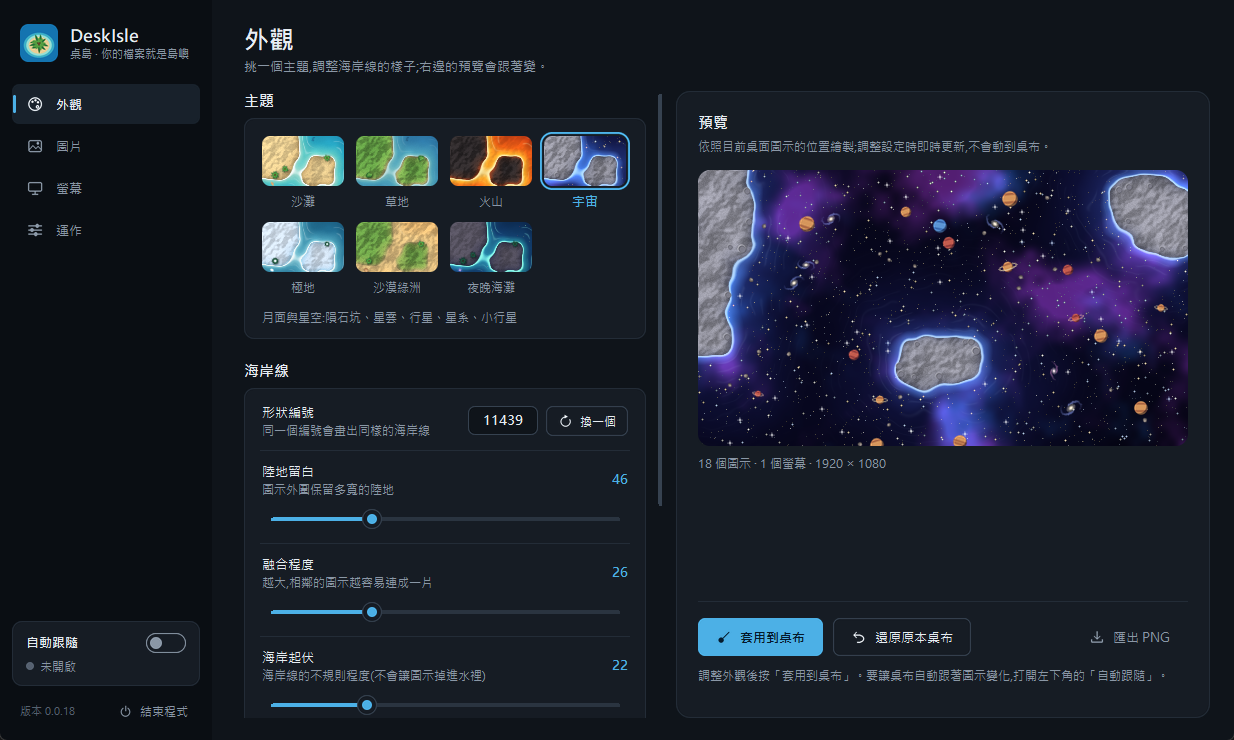 DeskIsle
桌島 · 你的檔案就是島嶼
外觀
圖片
螢幕
運作
自動跟隨
未開啟
版本 0.0.18
結束程式
外觀
挑一個主題,調整海岸線的樣子;右邊的預覽會跟著變。
主題
沙灘
草地
火山
宇宙
極地
沙漠綠洲
夜晚海灘
月面與星空:隕石坑、星雲、行星、星系、小行星
海岸線
形狀編號
同一個編號會畫出同樣的海岸線
11439
換一個
陸地留白
圖示外圍保留多寬的陸地
46
融合程度
越大,相鄰的圖示越容易連成一片
26
海岸起伏
海岸線的不規則程度(不會讓圖示掉進水裡)
22
預覽
依照目前桌面圖示的位置繪製;調整設定時即時更新,不會動到桌布。
18 個圖示 · 1 個螢幕 · 1920 × 1080
套用到桌布
還原原本桌布
匯出 PNG
調整外觀後按「套用到桌布」。要讓桌布自動跟著圖示變化,打開左下角的「自動跟隨」。